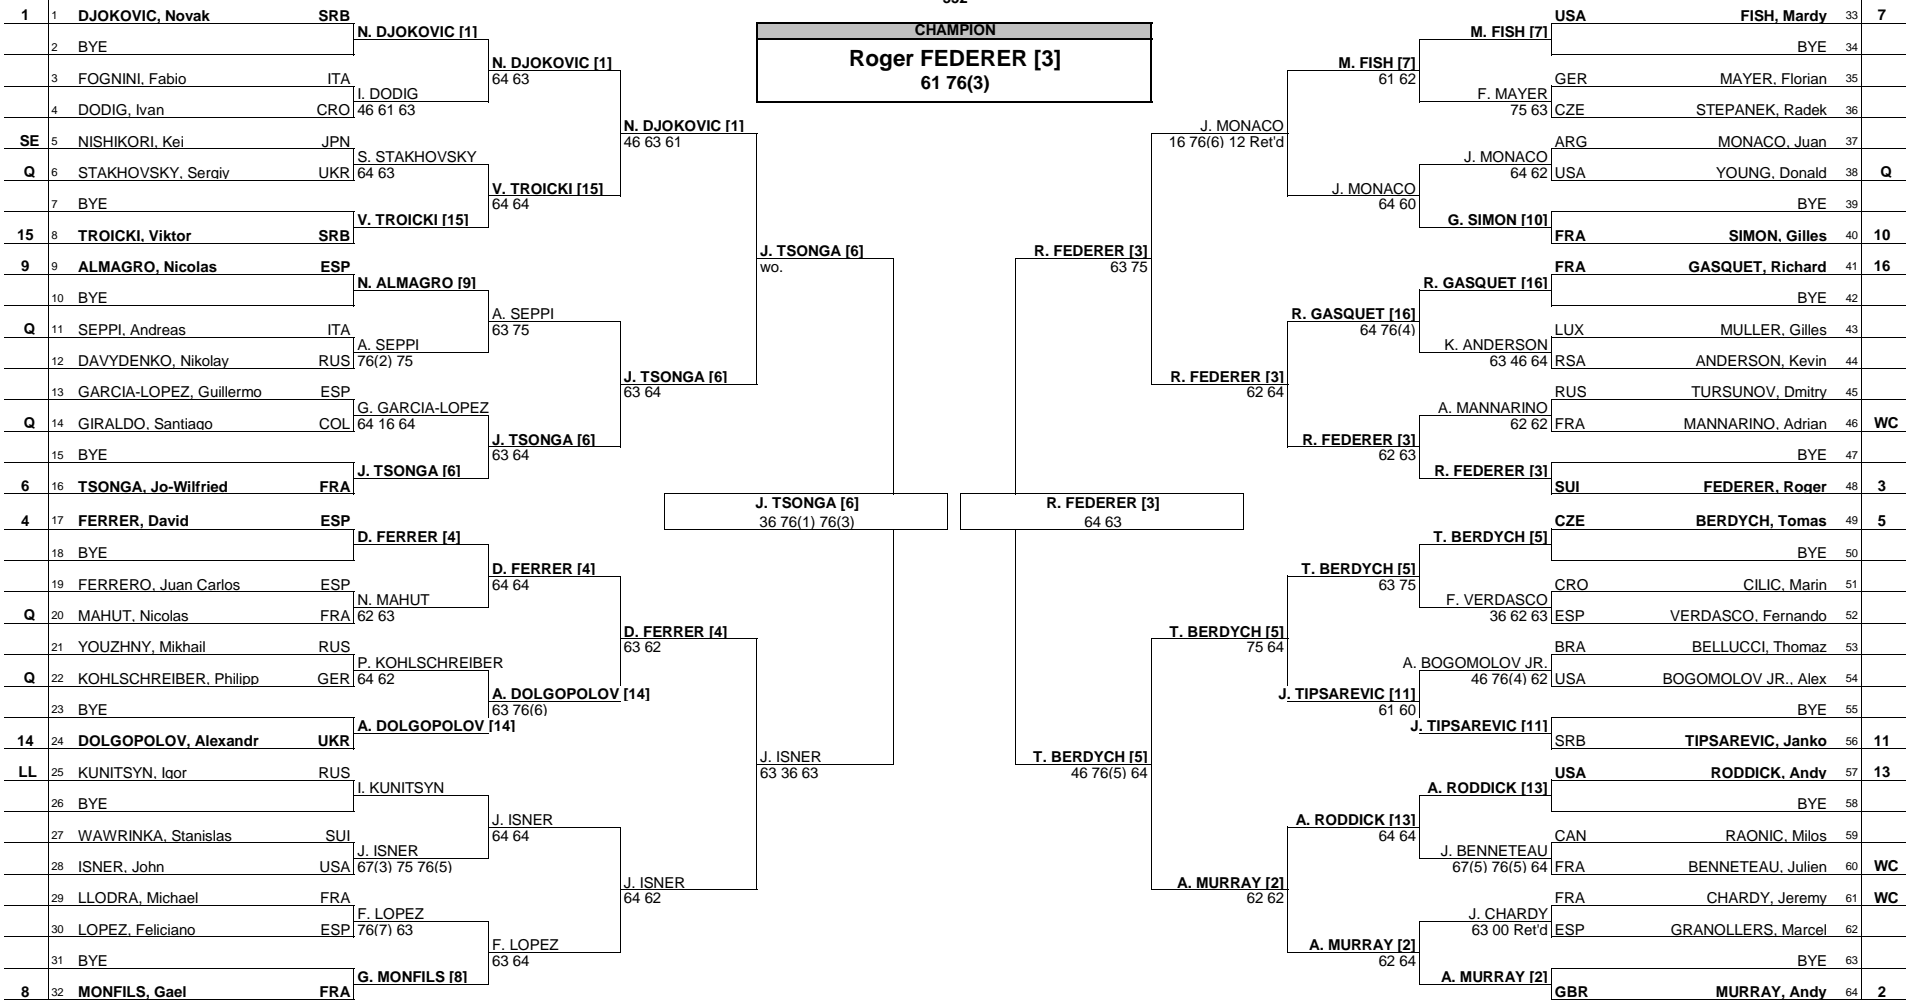 CHAMPION
Roger FEDERER [3]
61 76(3)
1 1 DJOKOVIC, Novak SRB
2 BYE
3 FOGNINI, Fabio ITA
4 DODIG, Ivan CRO
SE 5 NISHIKORI, Kei JPN
Q 6 STAKHOVSKY, Sergiy UKR
7 BYE
15 8 TROICKI, Viktor SRB
9 9 ALMAGRO, Nicolas ESP
10 BYE
Q 11 SEPPI, Andreas ITA
12 DAVYDENKO, Nikolay RUS
13 GARCIA-LOPEZ, Guillermo ESP
Q 14 GIRALDO, Santiago COL
15 BYE
6 16 TSONGA, Jo-Wilfried FRA
4 17 FERRER, David ESP
18 BYE
19 FERRERO, Juan Carlos ESP
Q 20 MAHUT, Nicolas FRA
21 YOUZHNY, Mikhail RUS
Q 22 KOHLSCHREIBER, Philipp GER
23 BYE
14 24 DOLGOPOLOV, Alexandr UKR
LL 25 KUNITSYN, Igor RUS
26 BYE
27 WAWRINKA, Stanislas SUI
28 ISNER, John USA
29 LLODRA, Michael FRA
30 LOPEZ, Feliciano ESP
31 BYE
8 32 MONFILS, Gael FRA
N. DJOKOVIC [1]
I. DODIG
46 61 63
S. STAKHOVSKY
64 63
V. TROICKI [15]
N. ALMAGRO [9]
A. SEPPI
76(2) 75
G. GARCIA-LOPEZ
64 16 64
J. TSONGA [6]
D. FERRER [4]
N. MAHUT
62 63
P. KOHLSCHREIBER
64 62
A. DOLGOPOLOV [14]
I. KUNITSYN
J. ISNER
67(3) 75 76(5)
F. LOPEZ
76(7) 63
G. MONFILS [8]
N. DJOKOVIC [1]
64 63
V. TROICKI [15]
64 64
A. SEPPI
63 75
J. TSONGA [6]
63 64
D. FERRER [4]
64 64
A. DOLGOPOLOV [14]
63 76(6)
J. ISNER
64 64
F. LOPEZ
63 64
N. DJOKOVIC [1]
46 63 61
J. TSONGA [6]
63 64
D. FERRER [4]
63 62
J. ISNER
64 62
J. TSONGA [6]
wo.
J. ISNER
63 36 63
J. TSONGA [6]
36 76(1) 76(3)
R. FEDERER [3]
64 63
R. FEDERER [3]
63 75
T. BERDYCH [5]
46 76(5) 64
J. MONACO
16 76(6) 12 Ret'd
R. FEDERER [3]
62 64
T. BERDYCH [5]
75 64
A. MURRAY [2]
62 62
M. FISH [7]
61 62
J. MONACO
64 60
R. GASQUET [16]
64 76(4)
R. FEDERER [3]
62 63
T. BERDYCH [5]
63 75
J. TIPSAREVIC [11]
61 60
A. RODDICK [13]
64 64
A. MURRAY [2]
62 64
M. FISH [7]
F. MAYER
75 63
J. MONACO
64 62
G. SIMON [10]
R. GASQUET [16]
K. ANDERSON
63 46 64
A. MANNARINO
62 62
R. FEDERER [3]
T. BERDYCH [5]
F. VERDASCO
36 62 63
A. BOGOMOLOV JR.
46 76(4) 62
J. TIPSAREVIC [11]
A. RODDICK [13]
J. BENNETEAU
67(5) 76(5) 64
J. CHARDY
63 00 Ret'd
A. MURRAY [2]
USA FISH, Mardy 33 7
BYE 34
GER MAYER, Florian 35
CZE STEPANEK, Radek 36
ARG MONACO, Juan 37
USA YOUNG, Donald 38 Q
BYE 39
FRA SIMON, Gilles 40 10
FRA GASQUET, Richard 41 16
BYE 42
LUX MULLER, Gilles 43
RSA ANDERSON, Kevin 44
RUS TURSUNOV, Dmitry 45
FRA MANNARINO, Adrian 46 WC
BYE 47
SUI FEDERER, Roger 48 3
CZE BERDYCH, Tomas 49 5
BYE 50
CRO CILIC, Marin 51
ESP VERDASCO, Fernando 52
BRA BELLUCCI, Thomaz 53
USA BOGOMOLOV JR., Alex 54
BYE 55
SRB TIPSAREVIC, Janko 56 11
USA RODDICK, Andy 57 13
BYE 58
CAN RAONIC, Milos 59
FRA BENNETEAU, Julien 60 WC
FRA CHARDY, Jeremy 61 WC
ESP GRANOLLERS, Marcel 62
BYE 63
GBR MURRAY, Andy 64 2